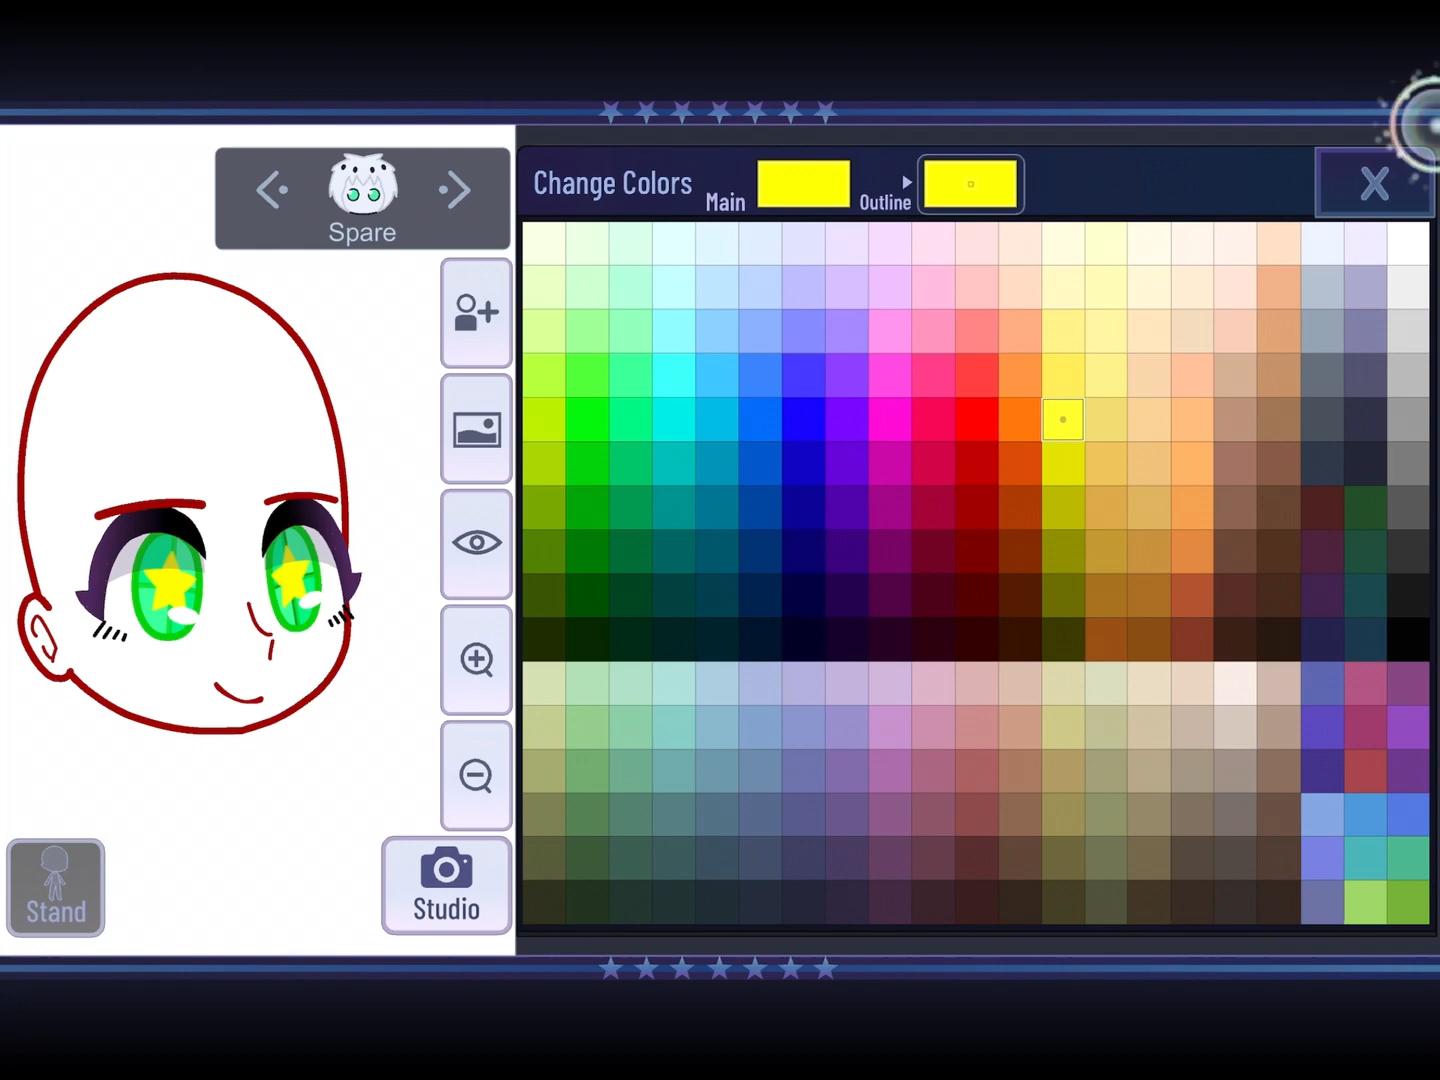 Spare
Change Colors
Main
Outline
X
Stand
Studio